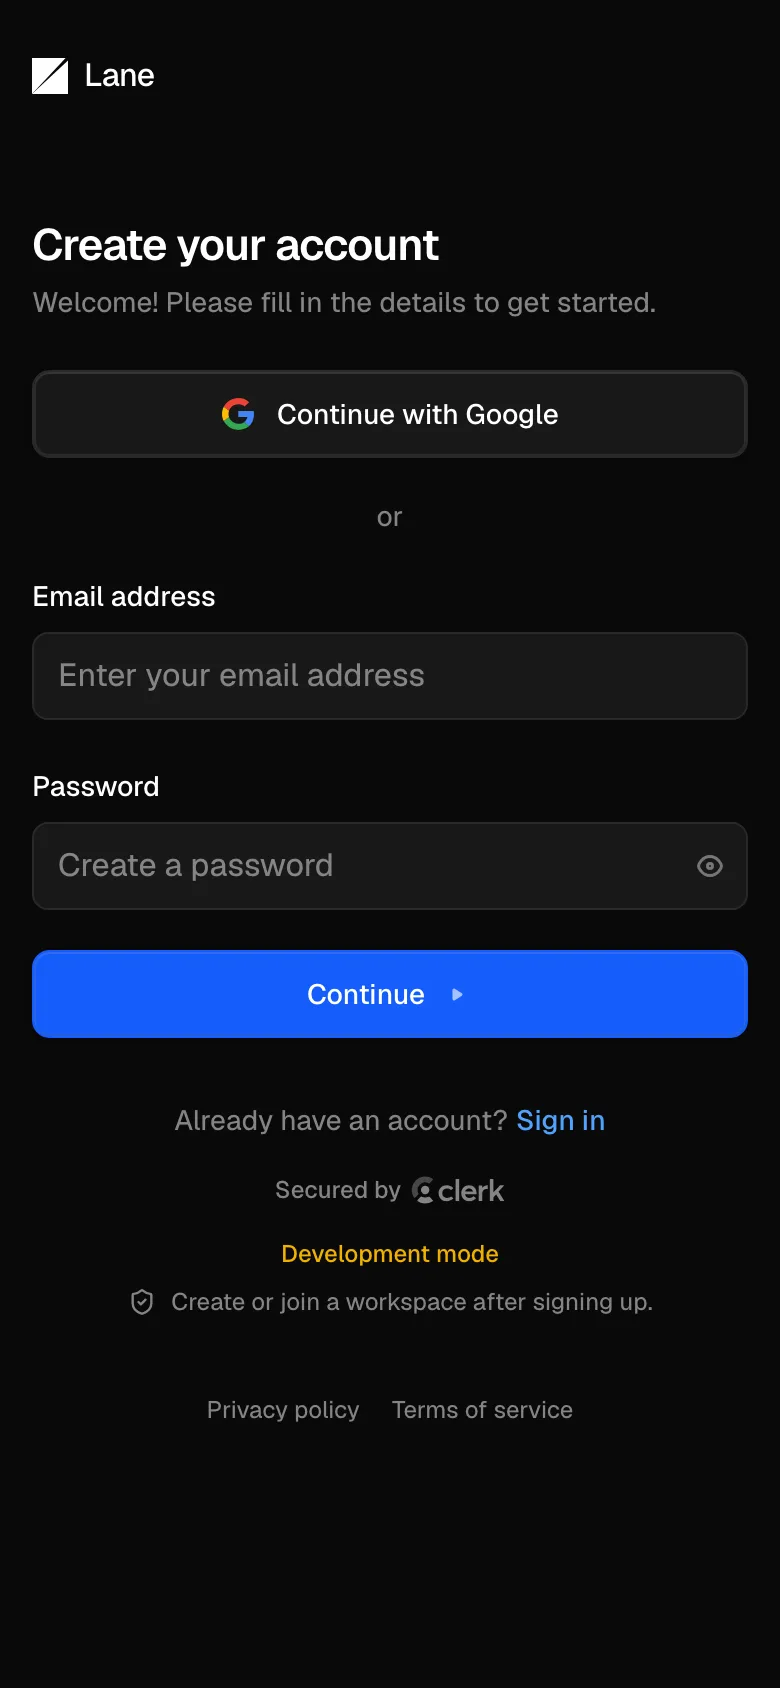 Lane
Create your account
Welcome! Please fill in the details to get started.
Continue with Google
or
Email address
Enter your email address
Password
Create a password
Continue
Already have an account? Sign in
Secured by clerk
Development mode
Create or join a workspace after signing up.
Privacy policy Terms of service